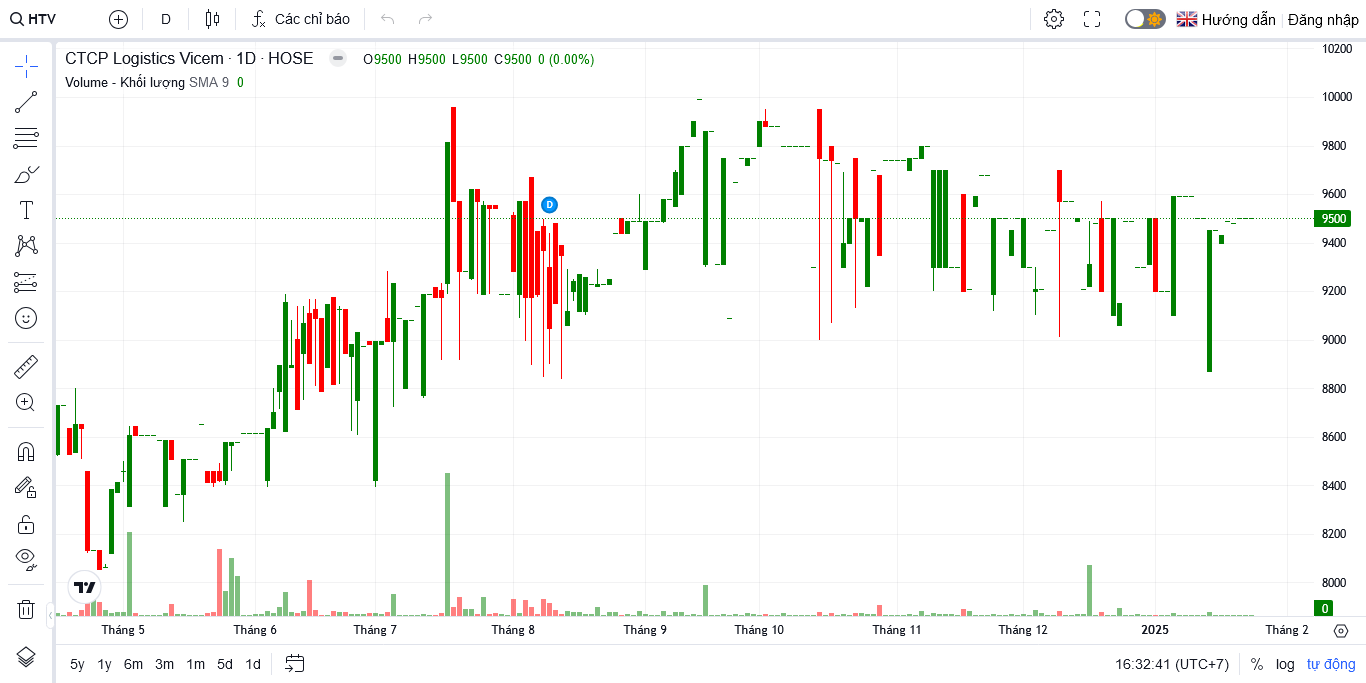 HTV D Các chỉ báo Hướng dẫn Đăng nhập
CTCP Logistics Vicem · 1D · HOSE O9500 H9500 L9500 C9500 0 (0.00%)
Volume - Khối lượng SMA 9 0
10200
10000
9800
9600
9500
9400
9200
9000
8800
8600
8400
8200
8000
0
D
Tháng 5 Tháng 6 Tháng 7 Tháng 8 Tháng 9 Tháng 10 Tháng 11 Tháng 12 2025 Tháng 2
5y 1y 6m 3m 1m 5d 1d 16:32:41 (UTC+7) % log tự động